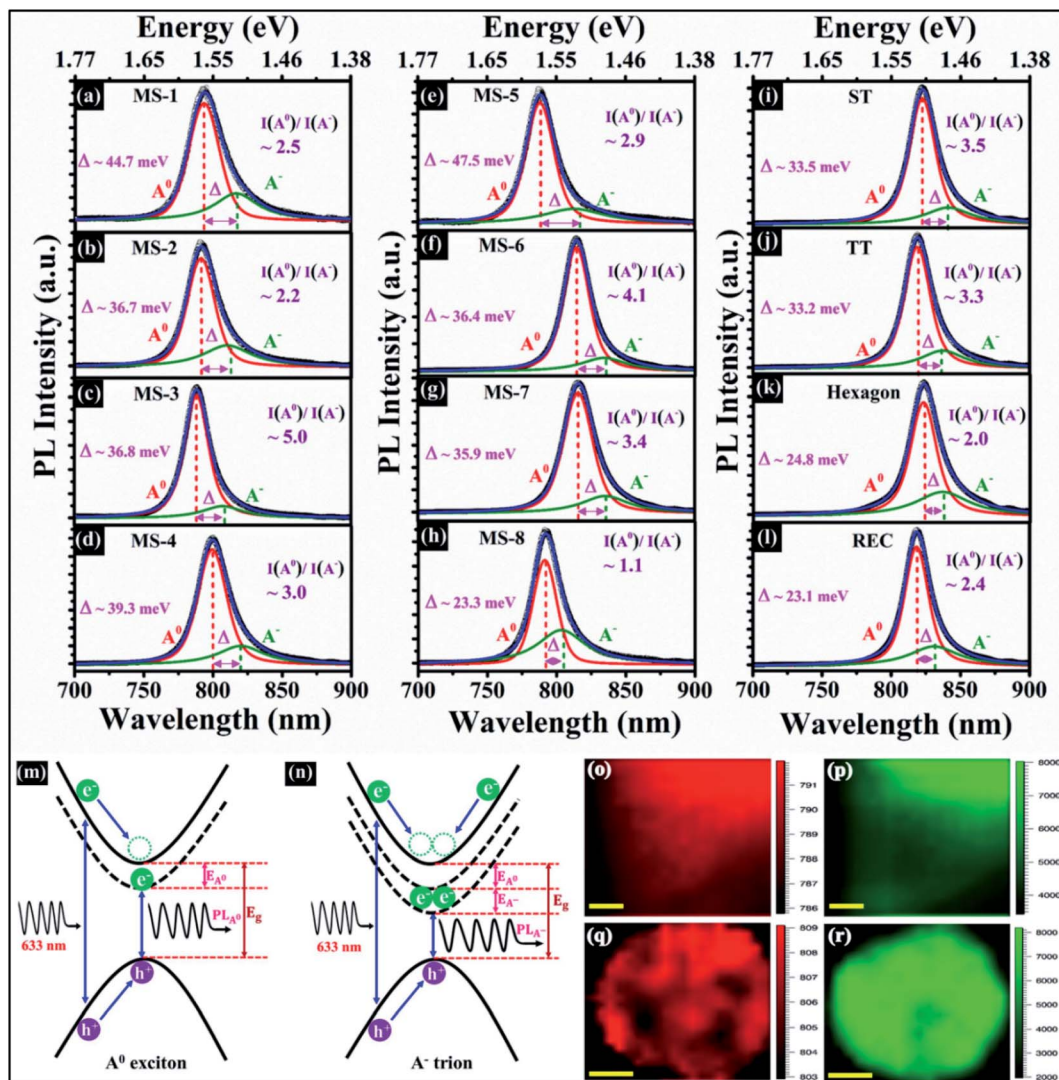 Energy (eV)
1.77 1.65 1.55 1.46 1.38
Energy (eV)
1.77 1.65 1.55 1.46 1.38
Energy (eV)
1.77 1.65 1.55 1.46 1.38
PL Intensity (a.u.)
(a) MS-1
I(A⁰)/ I(A⁻)
~ 2.5
Δ ~ 44.7 meV
A⁰ Δ A⁻
(b) MS-2
I(A⁰)/ I(A⁻)
~ 2.2
Δ ~ 36.7 meV
A⁰ Δ A⁻
(c) MS-3
I(A⁰)/ I(A⁻)
~ 5.0
Δ ~ 36.8 meV
A⁰ Δ A⁻
(d) MS-4
I(A⁰)/ I(A⁻)
~ 3.0
Δ ~ 39.3 meV
A⁰ Δ A⁻
700 750 800 850 900
Wavelength (nm)
PL Intensity (a.u.)
(e) MS-5
I(A⁰)/ I(A⁻)
~ 2.9
Δ ~ 47.5 meV
A⁰ Δ A⁻
(f) MS-6
I(A⁰)/ I(A⁻)
~ 4.1
Δ ~ 36.4 meV
A⁰ Δ A⁻
(g) MS-7
I(A⁰)/ I(A⁻)
~ 3.4
Δ ~ 35.9 meV
A⁰ Δ A⁻
(h) MS-8
I(A⁰)/ I(A⁻)
~ 1.1
Δ ~ 23.3 meV
A⁰ Δ A⁻
700 750 800 850 900
Wavelength (nm)
PL Intensity (a.u.)
(i) ST
I(A⁰)/ I(A⁻)
~ 3.5
Δ ~ 33.5 meV
A⁰ Δ A⁻
(j) TT
I(A⁰)/ I(A⁻)
~ 3.3
Δ ~ 33.2 meV
A⁰ Δ A⁻
(k) Hexagon
I(A⁰)/ I(A⁻)
~ 2.0
Δ ~ 24.8 meV
A⁰ Δ A⁻
(l) REC
I(A⁰)/ I(A⁻)
~ 2.4
Δ ~ 23.1 meV
A⁰ Δ A⁻
700 750 800 850 900
Wavelength (nm)
(m)
e⁻
e⁻
E_A⁰
E_g
PL_A⁰
633 nm
h⁺
h⁺
A⁰ exciton
(n)
e⁻ e⁻
e⁻ e⁻
E_A⁰
E_A⁻
E_g
PL_A⁻
633 nm
h⁺
h⁺
A⁻ trion
(o)
791
790
789
788
787
786
(p)
8000
7000
6000
5000
4000
(q)
809
808
807
806
805
804
803
(r)
8000
7000
6000
5000
4000
3000
2000